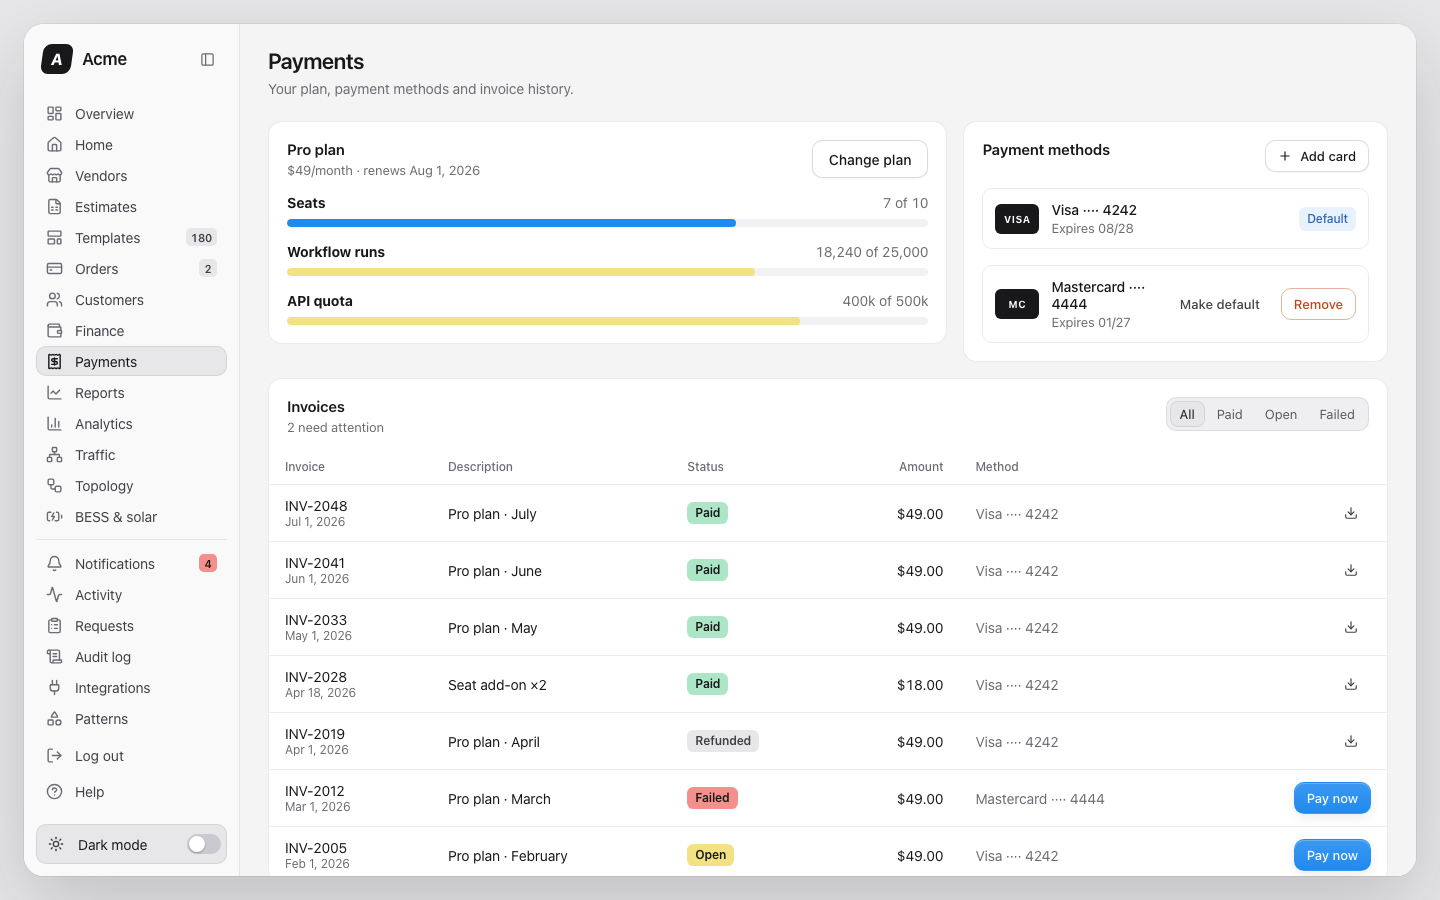 A Acme
Overview
Home
Vendors
Estimates
Templates 180
Orders 2
Customers
Finance
Payments
Reports
Analytics
Traffic
Topology
BESS & solar
Notifications 4
Activity
Requests
Audit log
Integrations
Patterns
Log out
Help
Dark mode
Payments
Your plan, payment methods and invoice history.
Pro plan
$49/month · renews Aug 1, 2026
Change plan
Seats 7 of 10
Workflow runs 18,240 of 25,000
API quota 400k of 500k
Payment methods
+ Add card
VISA
Visa ···· 4242
Expires 08/28
Default
MC
Mastercard ····
4444
Expires 01/27
Make default
Remove
Invoices
2 need attention
All Paid Open Failed
Invoice Description Status Amount Method
INV-2048
Jul 1, 2026
Pro plan · July Paid $49.00 Visa ···· 4242
INV-2041
Jun 1, 2026
Pro plan · June Paid $49.00 Visa ···· 4242
INV-2033
May 1, 2026
Pro plan · May Paid $49.00 Visa ···· 4242
INV-2028
Apr 18, 2026
Seat add-on ×2 Paid $18.00 Visa ···· 4242
INV-2019
Apr 1, 2026
Pro plan · April Refunded $49.00 Visa ···· 4242
INV-2012
Mar 1, 2026
Pro plan · March Failed $49.00 Mastercard ···· 4444 Pay now
INV-2005
Feb 1, 2026
Pro plan · February Open $49.00 Visa ···· 4242 Pay now